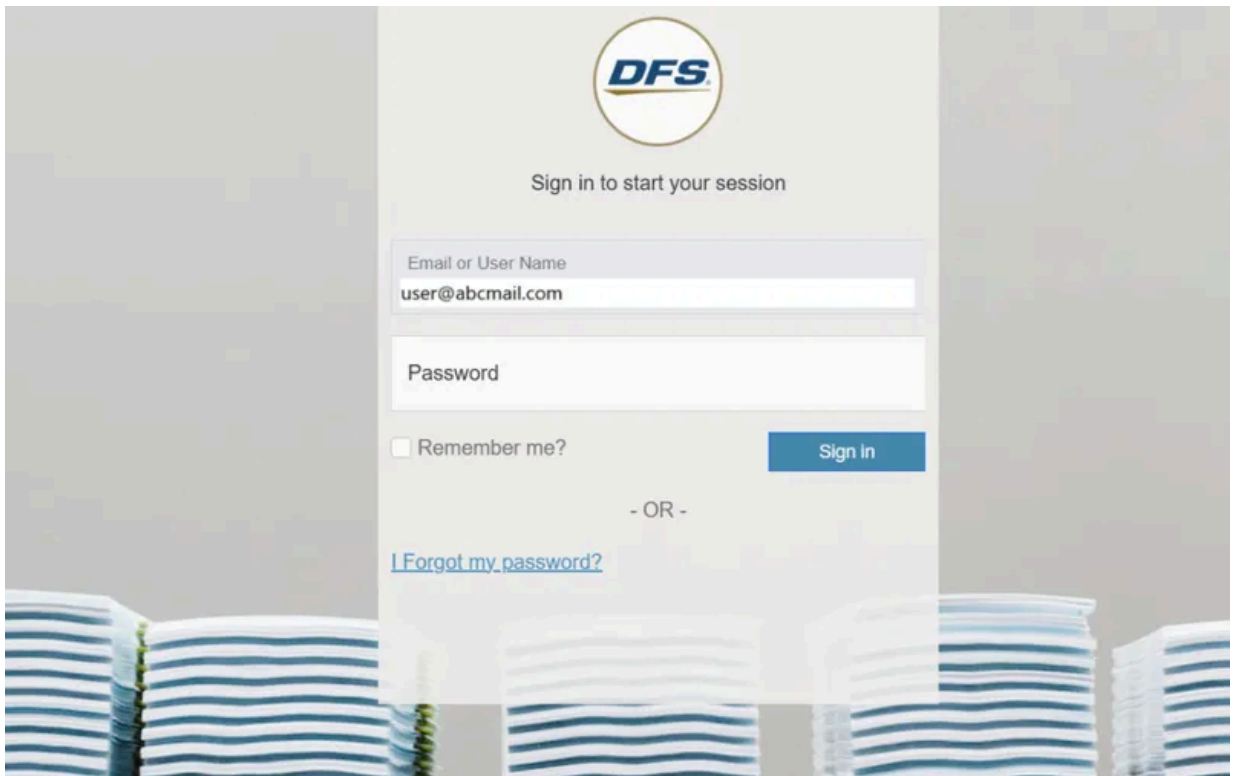 DFS
Sign in to start your session
Email or User Name
user@abcmail.com
Password
Remember me?
Sign in
- OR -
I Forgot my password?